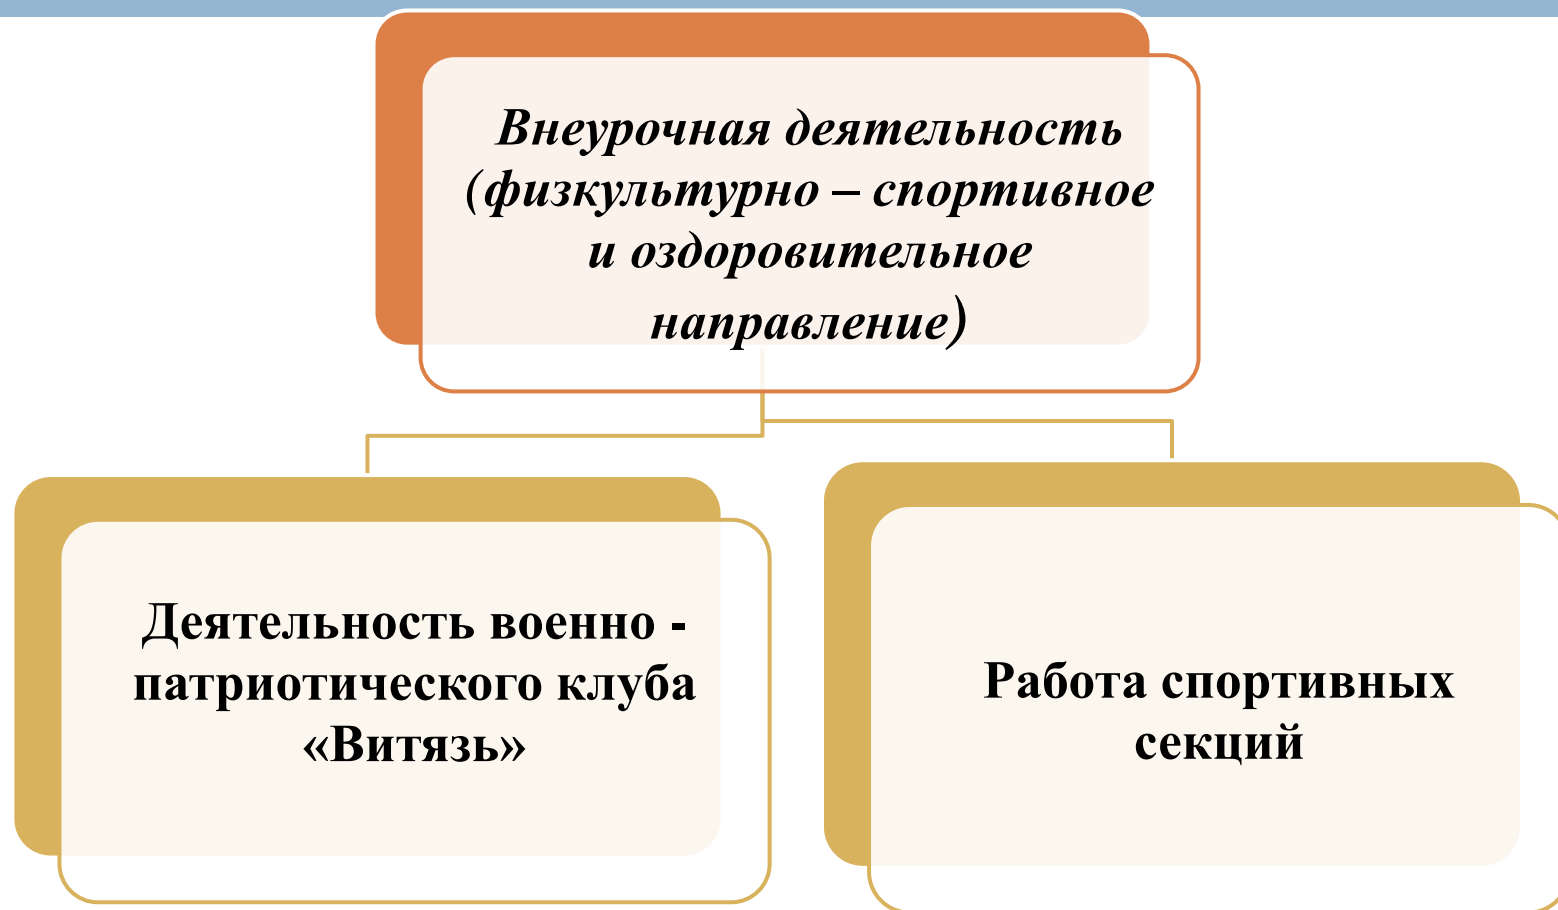 Внеурочная деятельность
(физкультурно – спортивное
и оздоровительное
направление)
Деятельность военно -
патриотического клуба
«Витязь»
Работа спортивных
секций